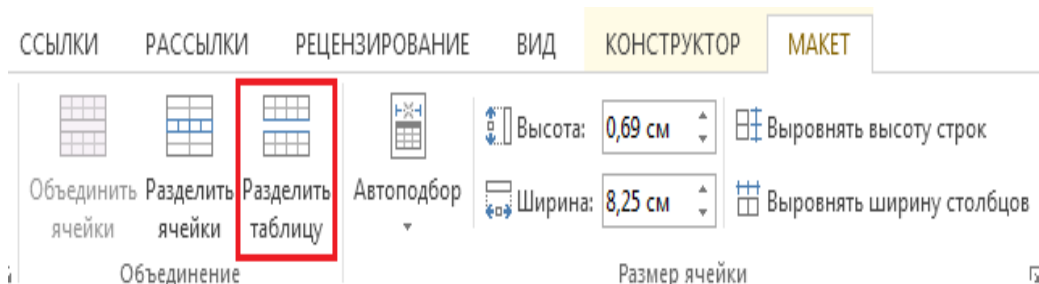 ССЫЛКИ РАССЫЛКИ РЕЦЕНЗИРОВАНИЕ ВИД КОНСТРУКТОР МАКЕТ
Объединить
ячейки
Разделить
ячейки
Разделить
таблицу
Автоподбор
Высота: 0,69 см
Ширина: 8,25 см
Выровнять высоту строк
Выровнять ширину столбцов
Объединение
Размер ячейки